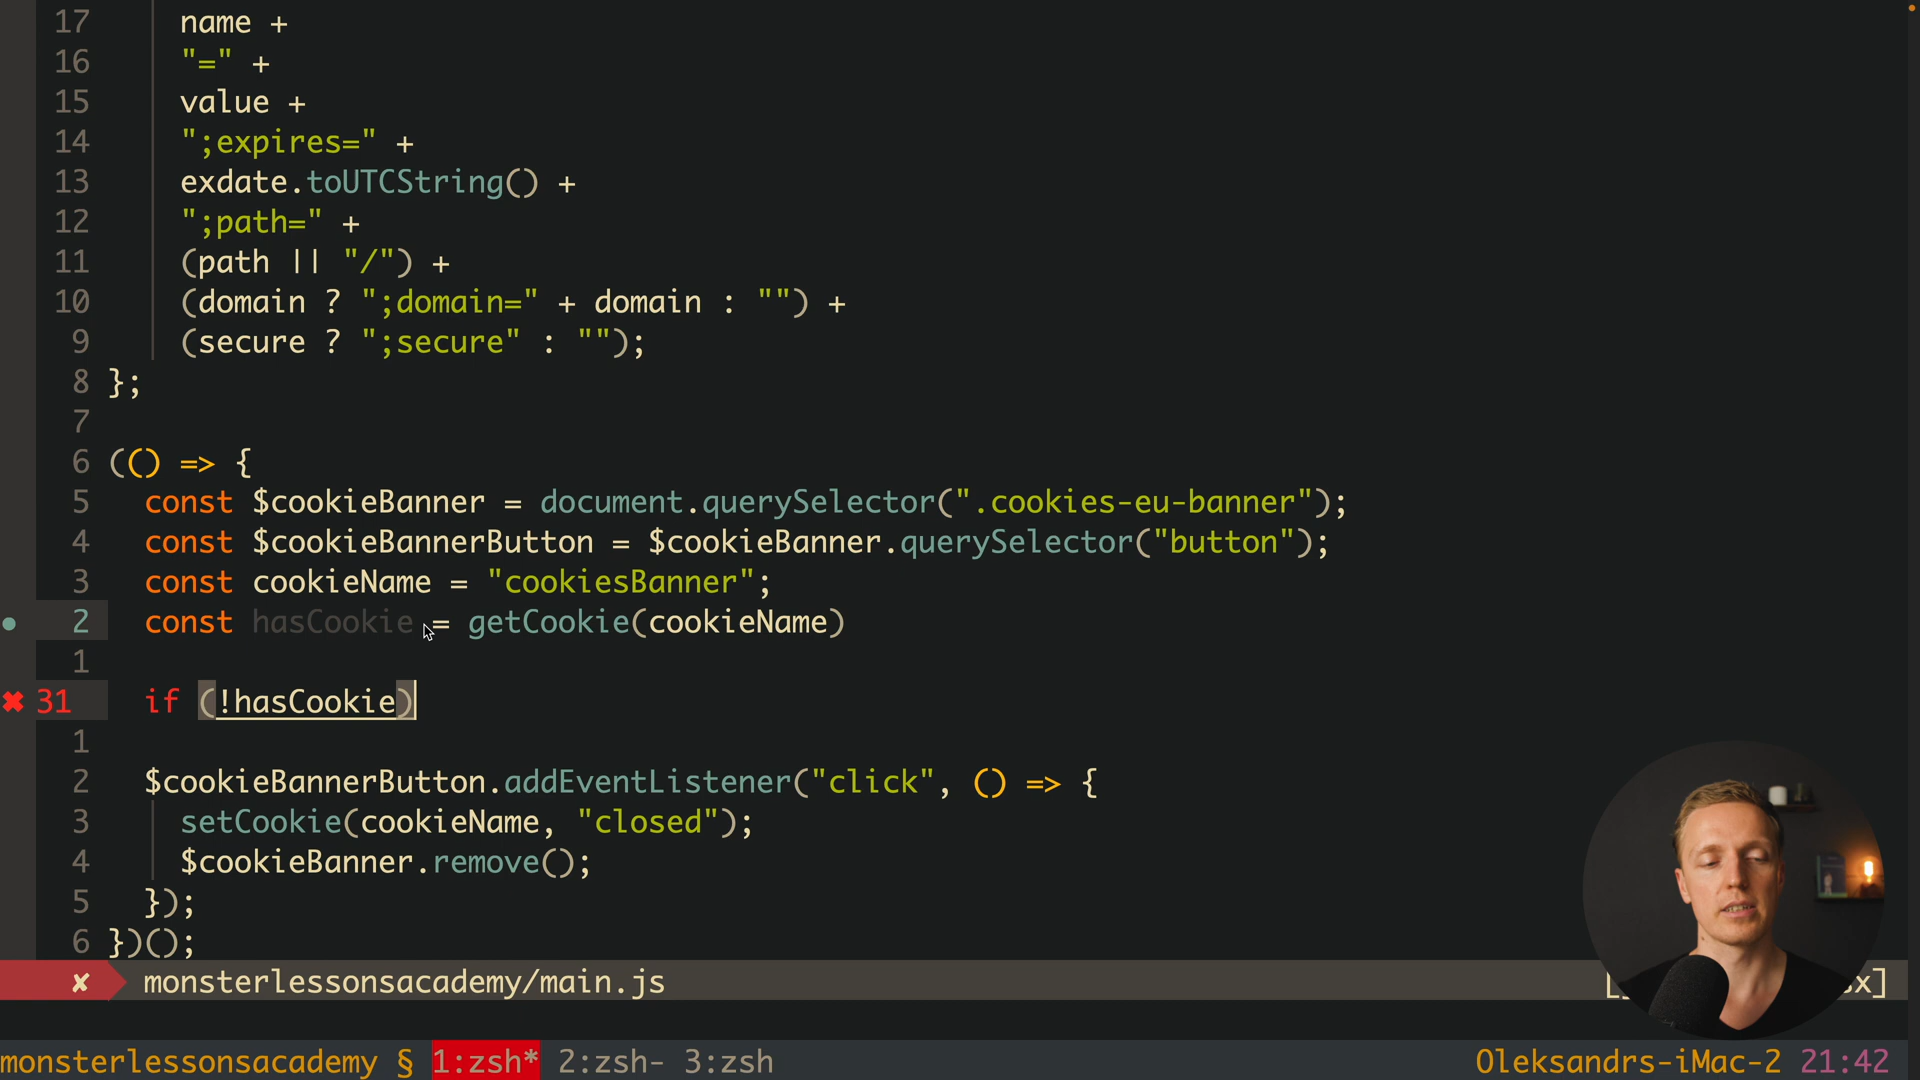 17 name +
16 "=" +
15 value +
14 ";expires=" +
13 exdate.toUTCString() +
12 ";path=" +
11 (path || "/") +
10 (domain ? ";domain=" + domain : "") +
9 (secure ? ";secure" : "");
8 };
7
6 (() => {
5 const $cookieBanner = document.querySelector(".cookies-eu-banner");
4 const $cookieBannerButton = $cookieBanner.querySelector("button");
3 const cookieName = "cookiesBanner";
2 const hasCookie = getCookie(cookieName)
1
✖ 31 if (!hasCookie)
1
2 $cookieBannerButton.addEventListener("click", () => {
3 setCookie(cookieName, "closed");
4 $cookieBanner.remove();
5 });
6 })();
✘ monsterlessonsacademy/main.js
monsterlessonsacademy § 1:zsh* 2:zsh- 3:zsh Oleksandrs-iMac-2 21:42